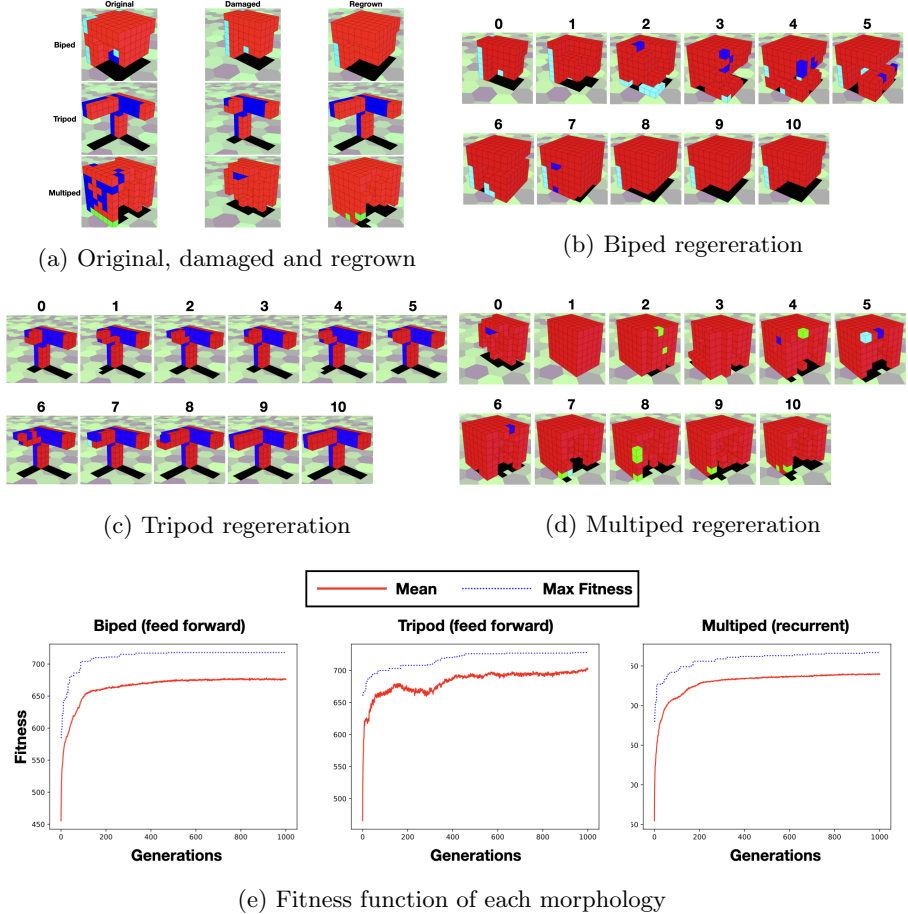 Original Damaged Regrown
Biped
Tripod
Multiped
(a) Original, damaged and regrown
0 1 2 3 4 5
6 7 8 9 10
(b) Biped regereration
0 1 2 3 4 5
6 7 8 9 10
(c) Tripod regereration
0 1 2 3 4 5
6 7 8 9 10
(d) Multiped regereration
Mean Max Fitness
Biped (feed forward)
Fitness
700
650
600
550
500
450
0 200 400 600 800 1000
Generations
Tripod (feed forward)
700
650
600
550
500
0 200 400 600 800 1000
Generations
Multiped (recurrent)
50
00
50
00
50
0 200 400 600 800 1000
Generations
(e) Fitness function of each morphology